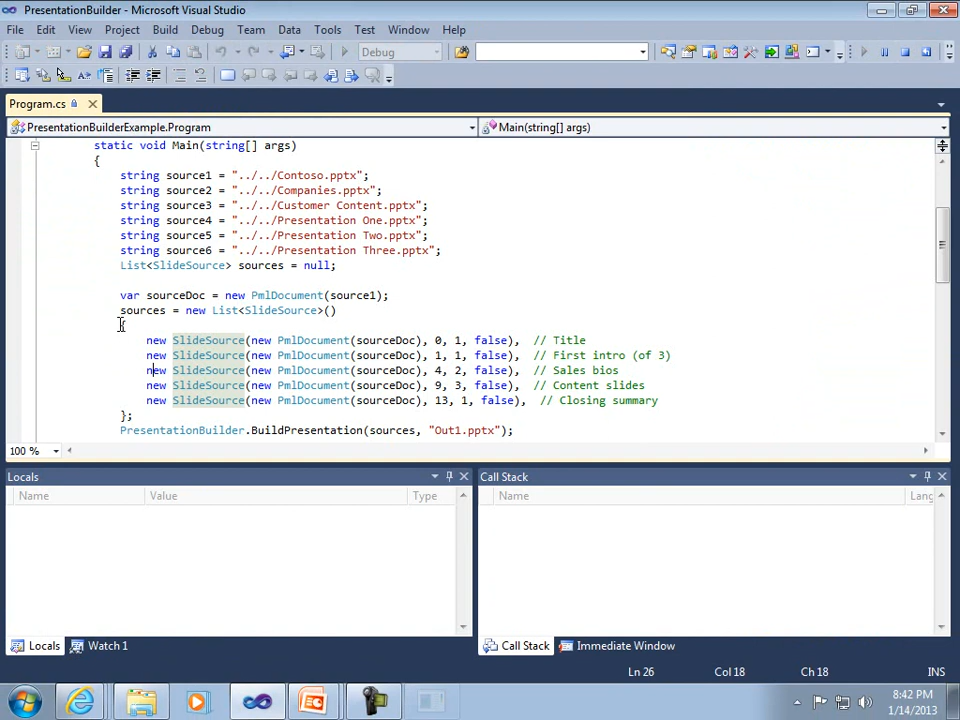 PresentationBuilder - Microsoft Visual Studio
File Edit View Project Build Debug Team Data Tools Test Window Help
Debug
Program.cs
PresentationBuilderExample.Program
Main(string[] args)
static void Main(string[] args)
{
string source1 = "../../Contoso.pptx";
string source2 = "../../Companies.pptx";
string source3 = "../../Customer Content.pptx";
string source4 = "../../Presentation One.pptx";
string source5 = "../../Presentation Two.pptx";
string source6 = "../../Presentation Three.pptx";
List<SlideSource> sources = null;
var sourceDoc = new PmlDocument(source1);
sources = new List<SlideSource>()
{
new SlideSource(new PmlDocument(sourceDoc), 0, 1, false), // Title
new SlideSource(new PmlDocument(sourceDoc), 1, 1, false), // First intro (of 3)
new SlideSource(new PmlDocument(sourceDoc), 4, 2, false), // Sales bios
new SlideSource(new PmlDocument(sourceDoc), 9, 3, false), // Content slides
new SlideSource(new PmlDocument(sourceDoc), 13, 1, false), // Closing summary
};
PresentationBuilder.BuildPresentation(sources, "Out1.pptx");
100 %
Locals
Name Value Type
Call Stack
Name Lang
Locals Watch 1
Call Stack Immediate Window
Ln 26 Col 18 Ch 18 INS
8:42 PM
1/14/2013